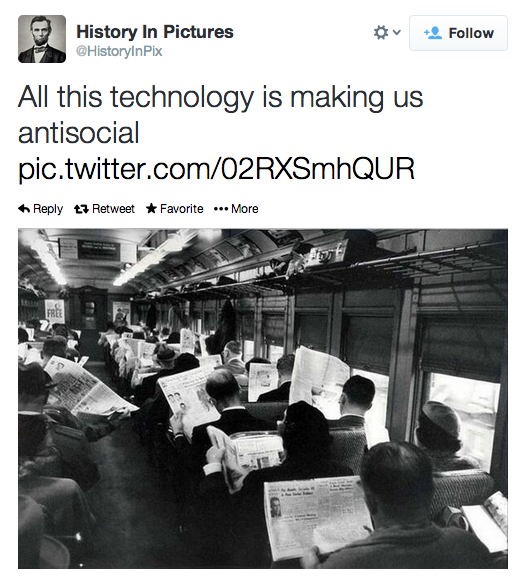 History In Pictures
@HistoryInPix
Follow
All this technology is making us
antisocial
pic.twitter.com/02RXSmhQUR
Reply Retweet Favorite More
FREE